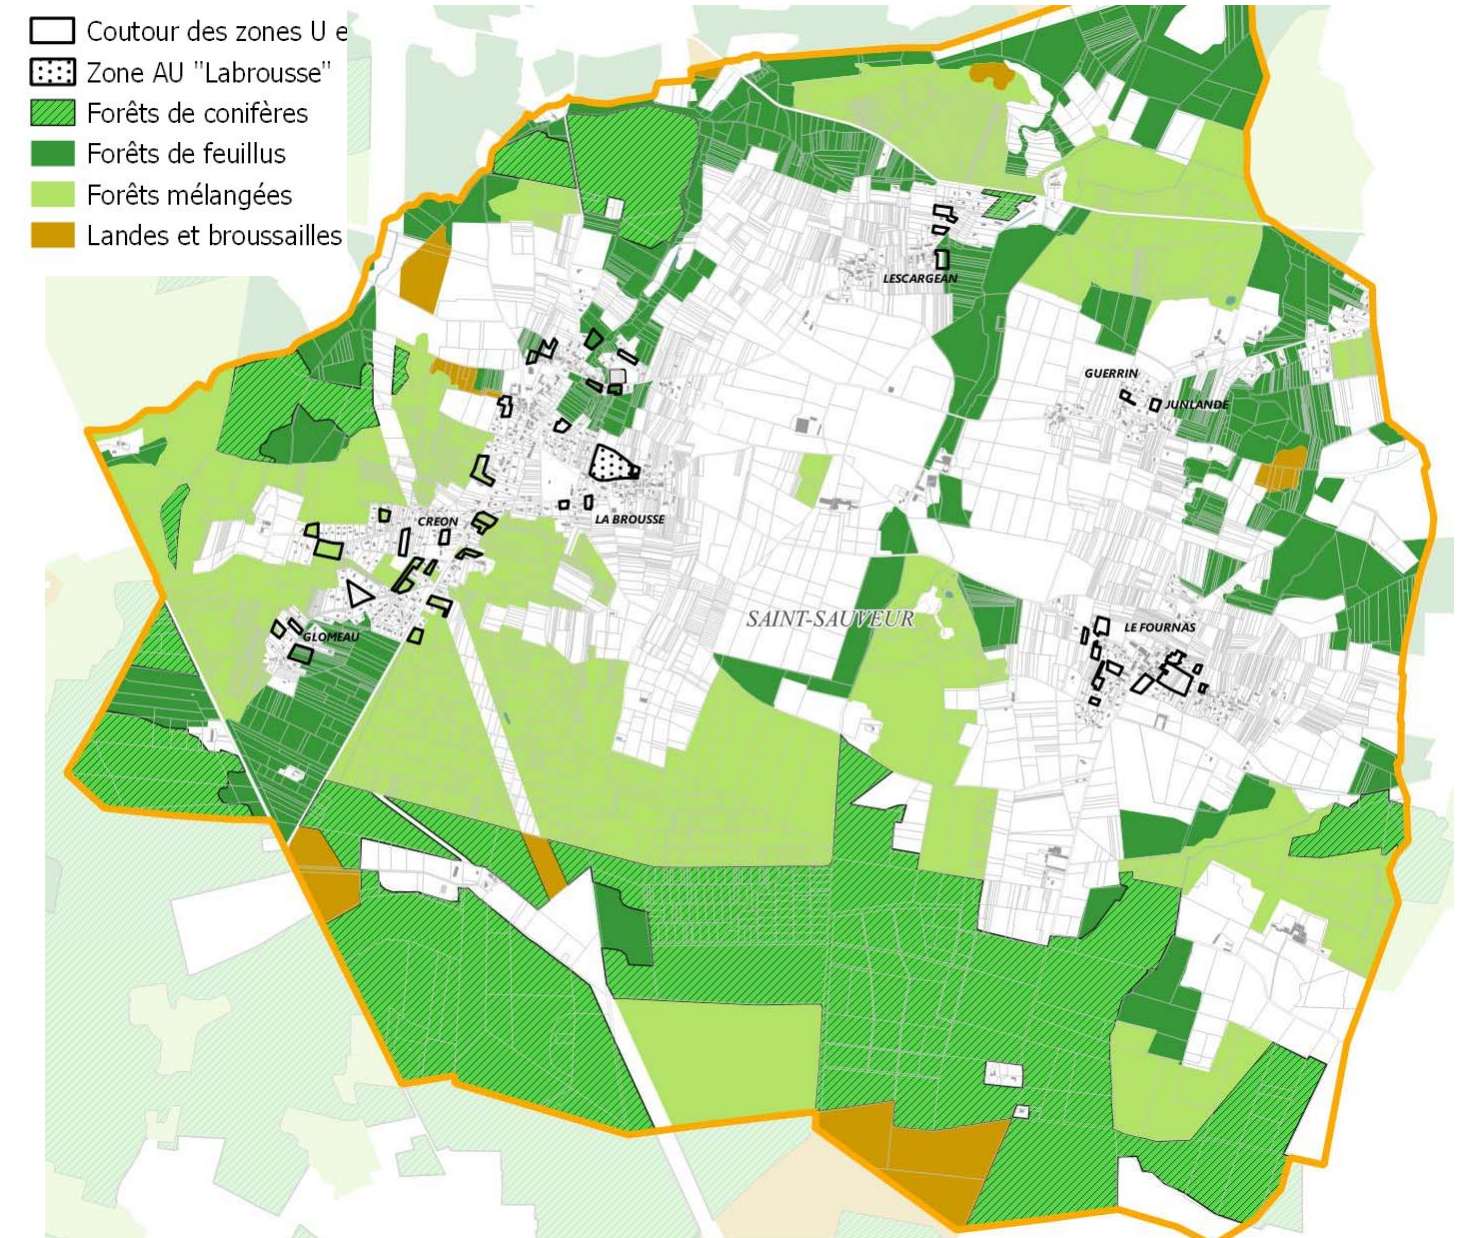 Coutour des zones U e
Zone AU "Labrousse"
Forêts de conifères
Forêts de feuillus
Forêts mélangées
Landes et broussailles
LESCARGEAN
GUERRIN
JUNLANDE
CREON
LA BROUSSE
SAINT-SAUVEUR
LE FOURNAS
GLOMEAU